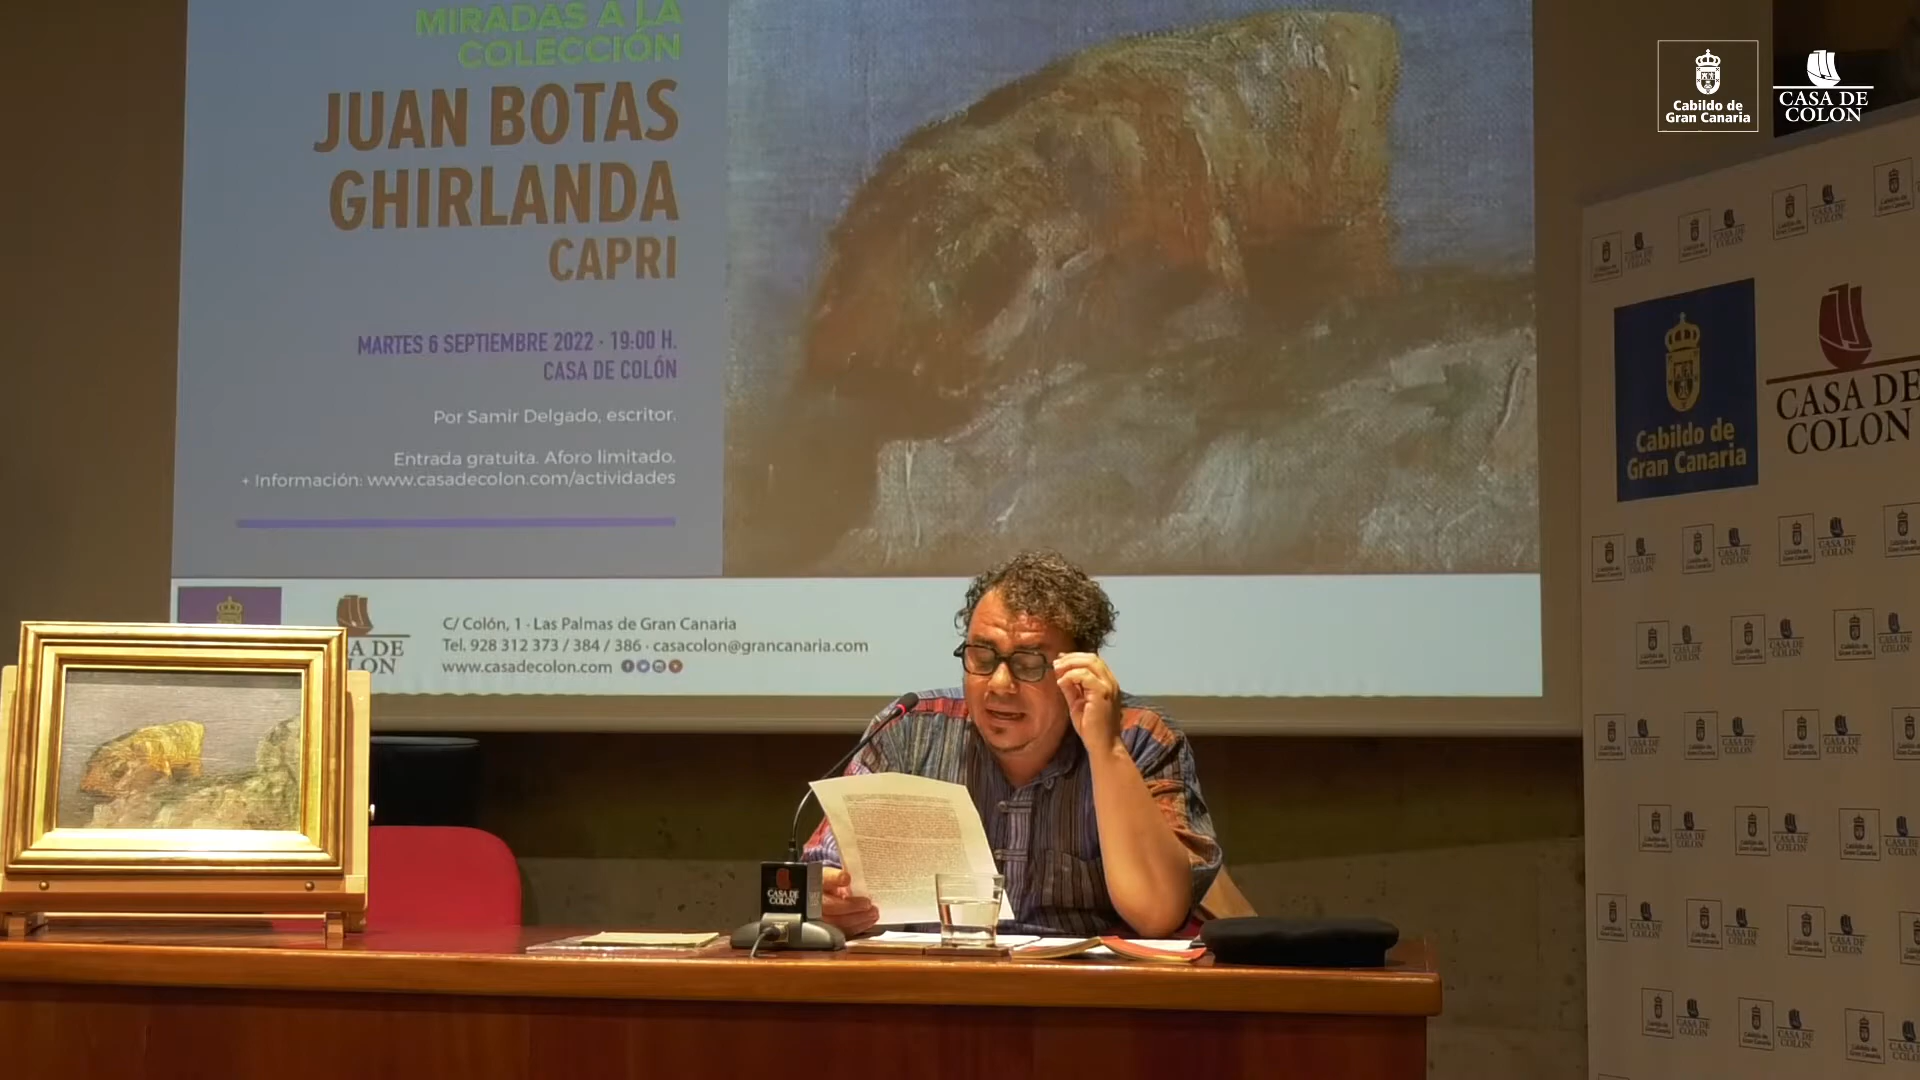 MIRADAS A LA
COLECCIÓN
JUAN BOTAS
GHIRLANDA
CAPRI
MARTES 6 SEPTIEMBRE 2022 · 19:00 H.
CASA DE COLÓN
Por Samir Delgado, escritor.
Entrada gratuita. Aforo limitado.
+ Información: www.casadecolon.com/actividades
C/ Colón, 1 · Las Palmas de Gran Canaria
Tel. 928 312 373 / 384 / 386 · casacolon@grancanaria.com
www.casadecolon.com
Cabildo de
Gran Canaria
CASA DE
COLON
Cabildo de
Gran Canaria
CASA DE
COLON
CASA DE
COLON